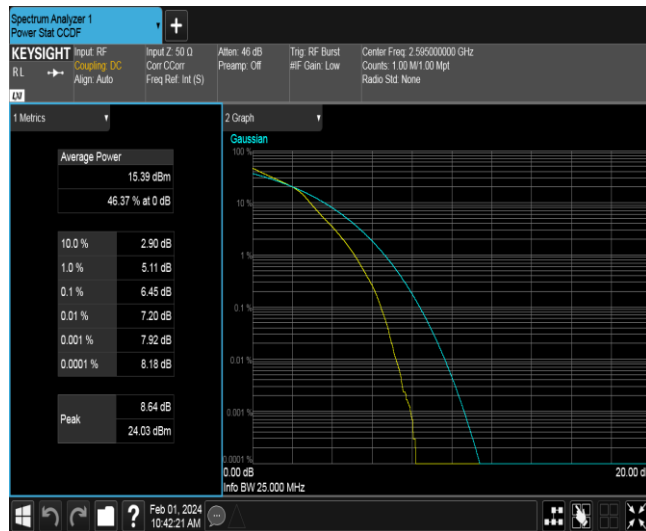 Spectrum Analyzer 1
Power Stat CCDF
+
KEYSIGHT
RL
LXI
Input: RF
Coupling: DC
Align: Auto
Input Z: 50 Ω
Corr CCorr
Freq Ref: Int (S)
Atten: 46 dB
Preamp: Off
Trig: RF Burst
#IF Gain: Low
Center Freq: 2.595000000 GHz
Counts: 1.00 M/1.00 Mpt
Radio Std: None
1 Metrics
Average Power
15.39 dBm
46.37 % at 0 dB
10.0 % 2.90 dB
1.0 % 5.11 dB
0.1 % 6.45 dB
0.01 % 7.20 dB
0.001 % 7.92 dB
0.0001 % 8.18 dB
Peak
8.64 dB
24.03 dBm
2 Graph
Gaussian
100 %
10 %
1 %
0.1 %
0.01 %
0.001 %
0.0001 %
0.00 dB
20.00 d
Info BW 25.000 MHz
?
Feb 01, 2024
10:42:21 AM